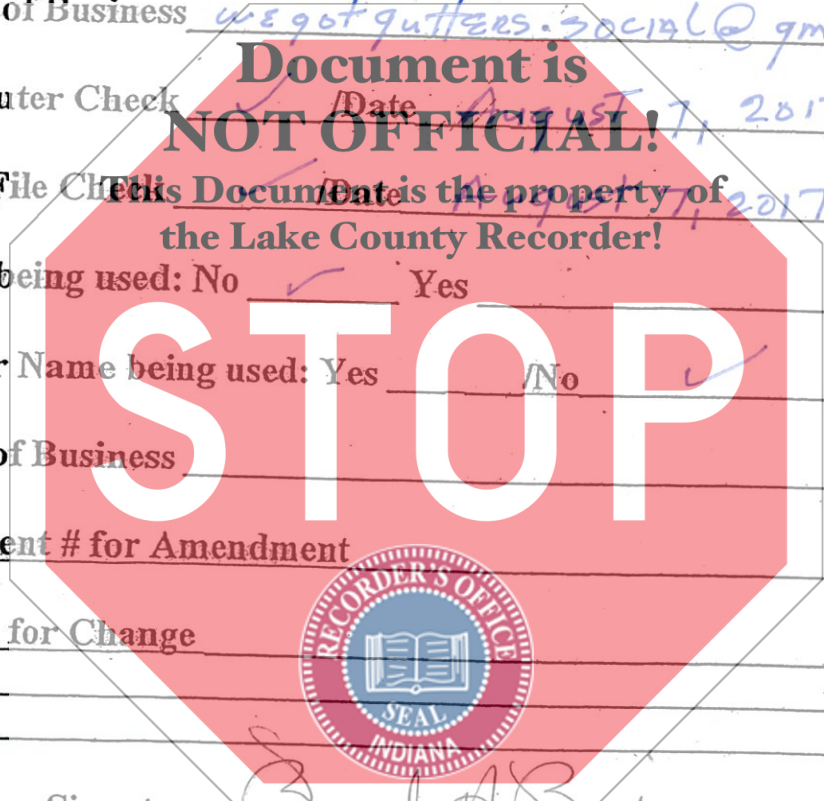 of Business wegotgutters.social@gm
Document is
uter Check ✓ /Date August 7, 201
NOT OFFICIAL!
File Check ✓ /Date August 7, 2017
This Document is the property of
the Lake County Recorder!
being used: No ✓ Yes
r Name being used: Yes /No ✓
STOP
of Business
ent # for Amendment
RECORDER'S OFFICE
for Change
SEAL
INDIANA